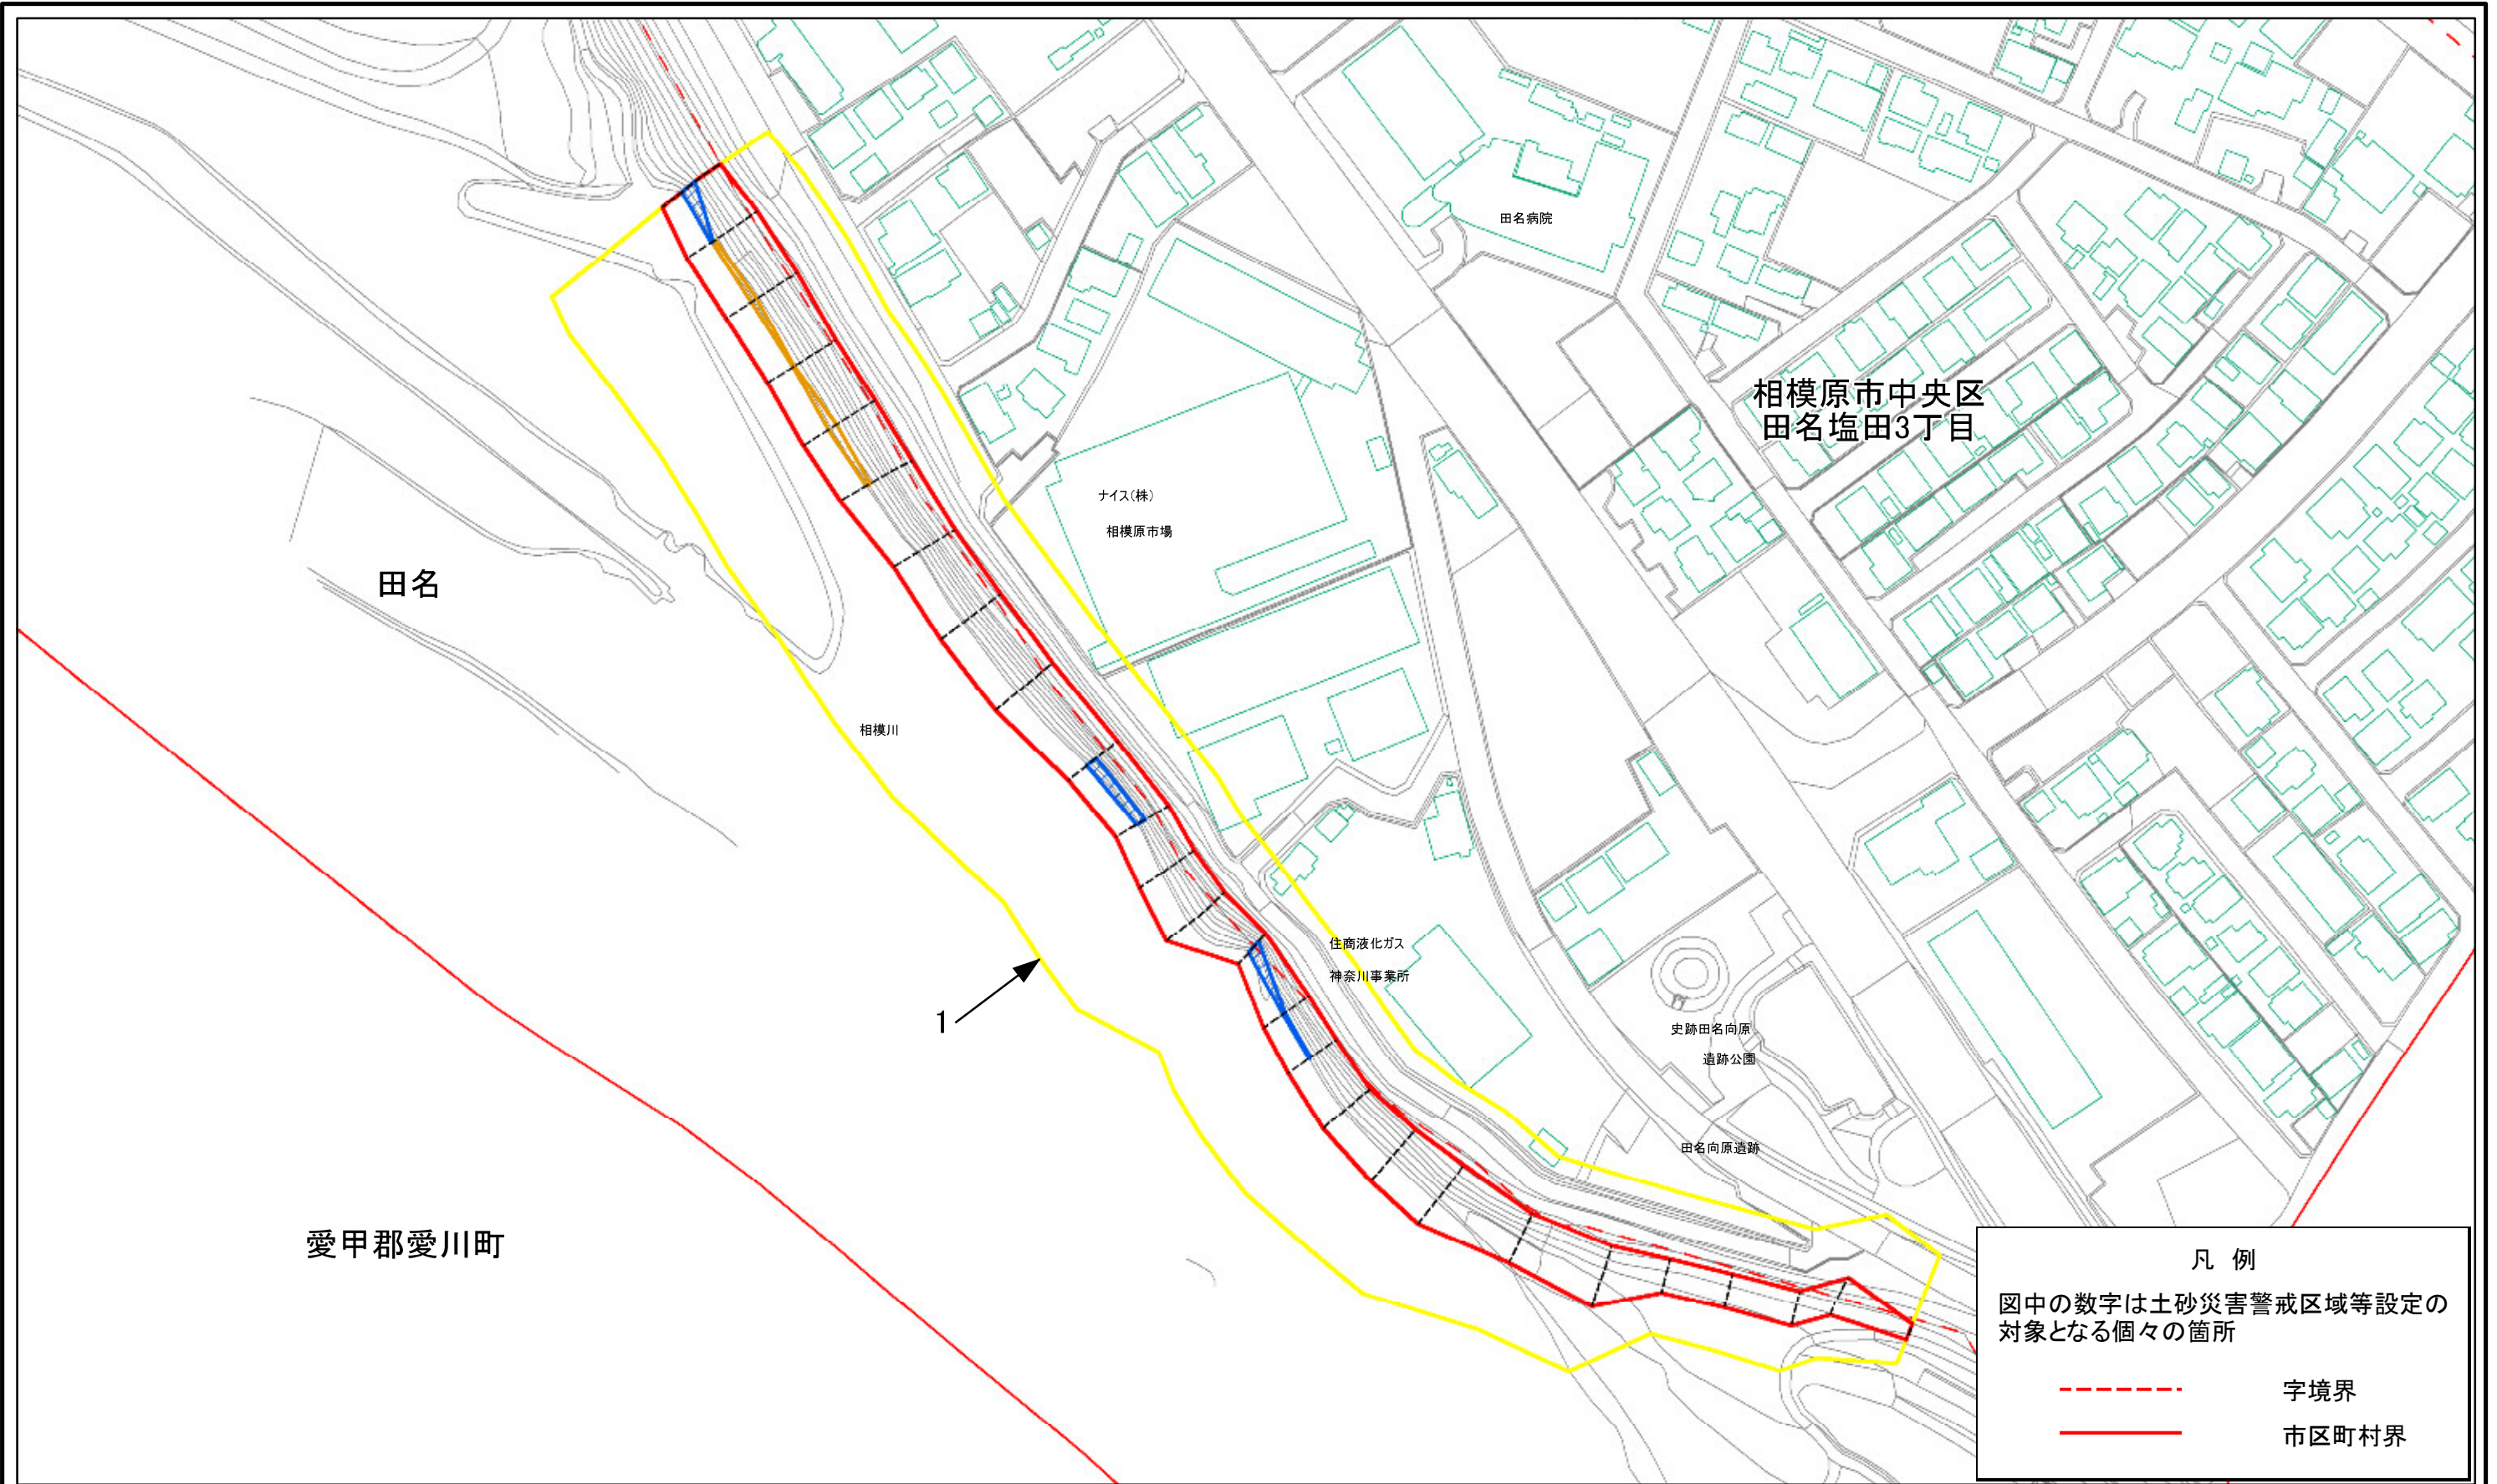 田名病院
相模原市中央区
田名塩田3丁目
ナイス(株)
相模原市場
田名
相模川
住商液化ガス
神奈川事業所
1
史跡田名向原
遺跡公園
田名向原遺跡
愛甲郡愛川町
凡 例
図中の数字は土砂災害警戒区域等設定の
対象となる個々の箇所
字境界
市区町村界